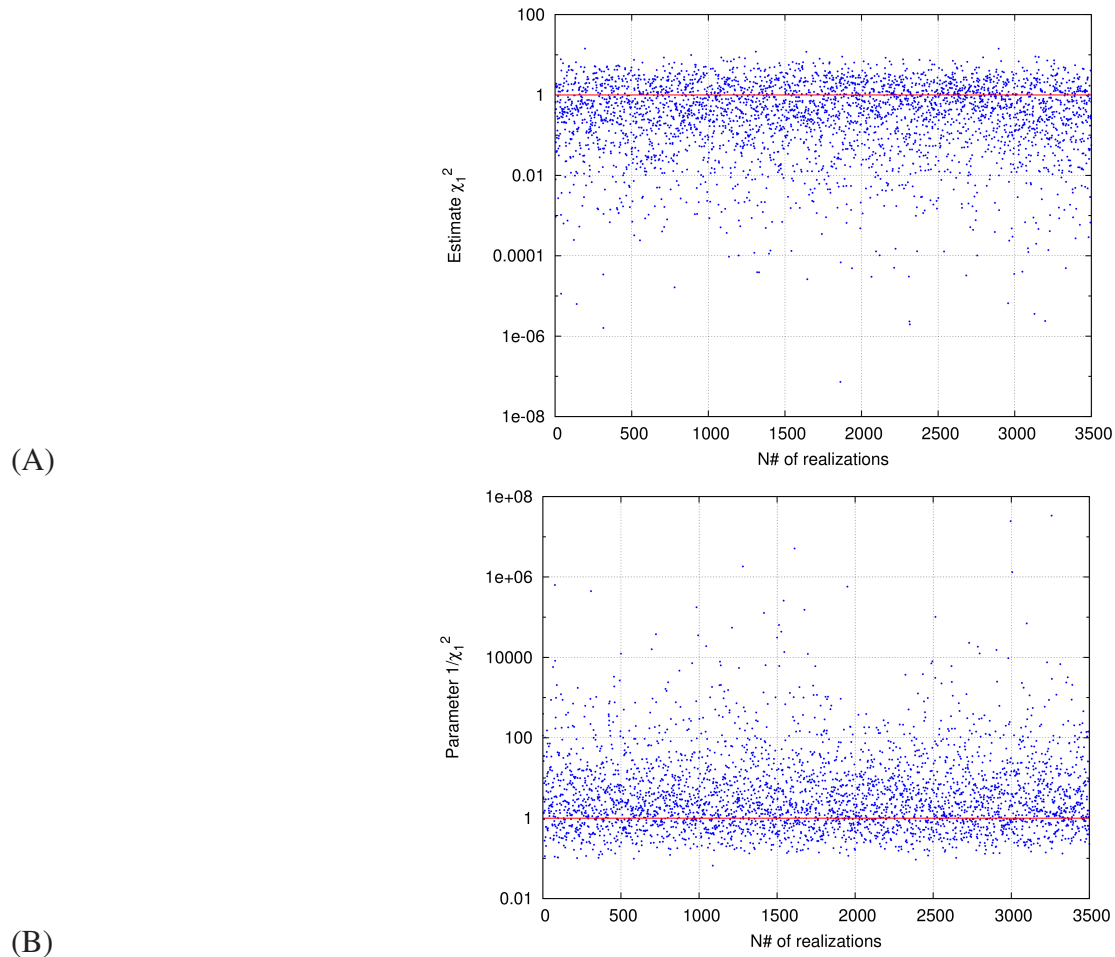 100
1
0.01
0.0001
1e-06
1e-08
Estimate χ₁²
0 500 1000 1500 2000 2500 3000 3500
N# of realizations
(A)
1e+08
1e+06
10000
100
1
0.01
Parameter 1/χ₁²
0 500 1000 1500 2000 2500 3000 3500
N# of realizations
(B)